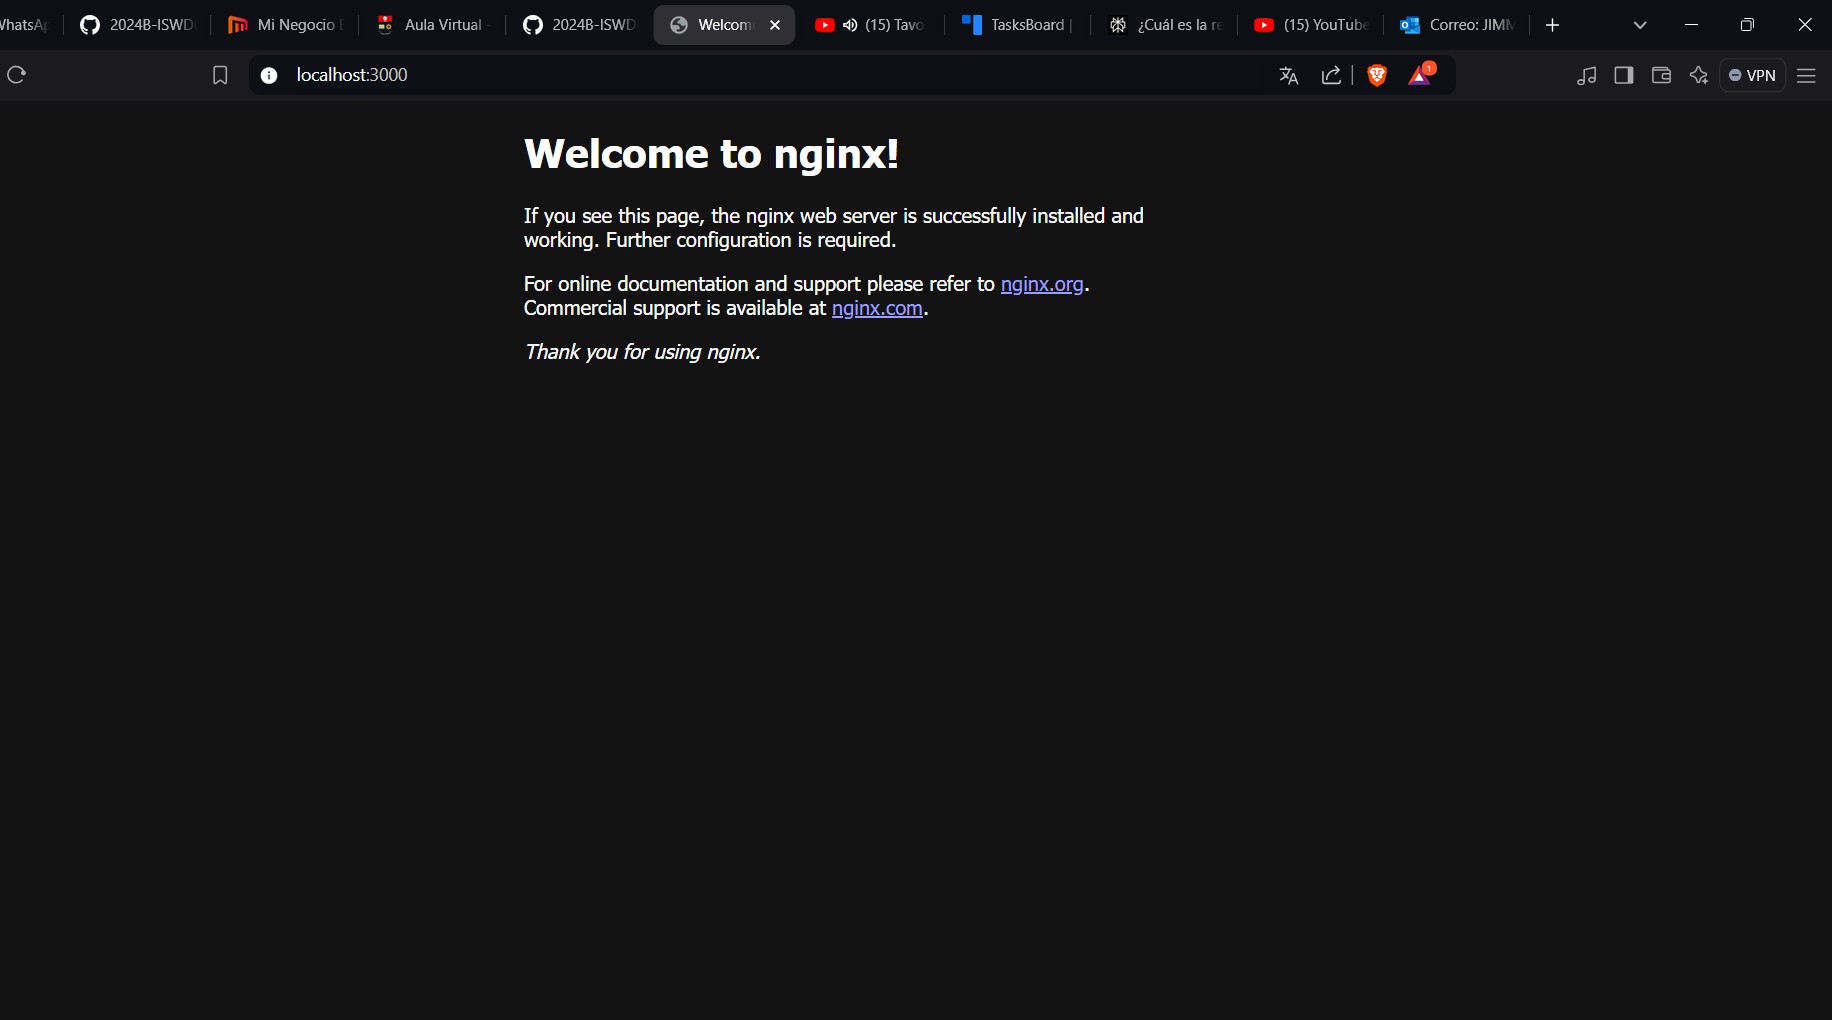 2024B-ISWD
Mi Negocio
Aula Virtual -
2024B-ISWD
Welcom
(15) Tavo
TasksBoard |
¿Cuál es la re
(15) YouTube
Correo: JIMM
localhost:3000
1
VPN
Welcome to nginx!
If you see this page, the nginx web server is successfully installed and
working. Further configuration is required.
For online documentation and support please refer to nginx.org.
Commercial support is available at nginx.com.
Thank you for using nginx.